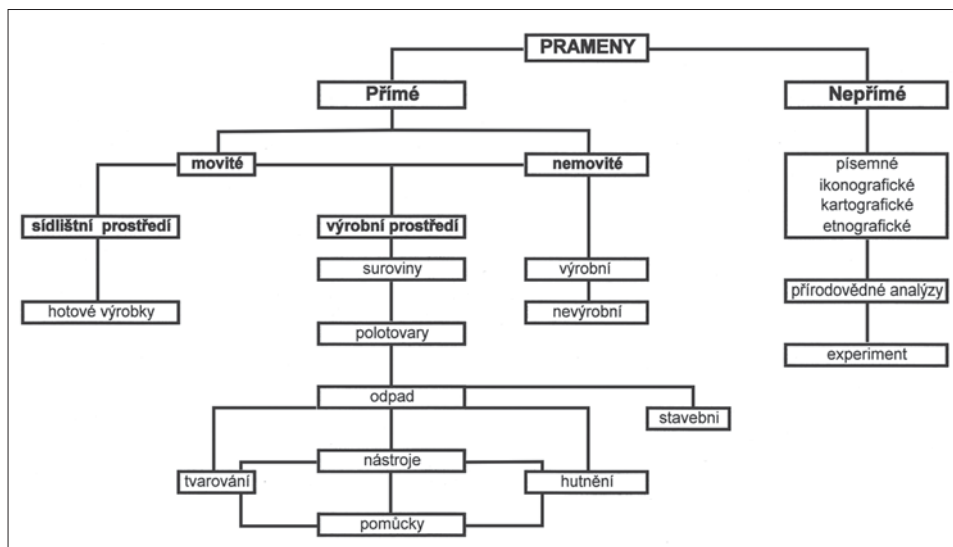 PRAMENY
Přímé
Nepřímé
movité
nemovité
písemné
ikonografické
kartografické
etnografické
sídlištní prostředí
výrobní prostředí
suroviny
výrobní
přírodovědné analýzy
hotové výrobky
nevýrobní
polotovary
experiment
odpad
stavebni
nástroje
tvarování
hutnění
pomůcky